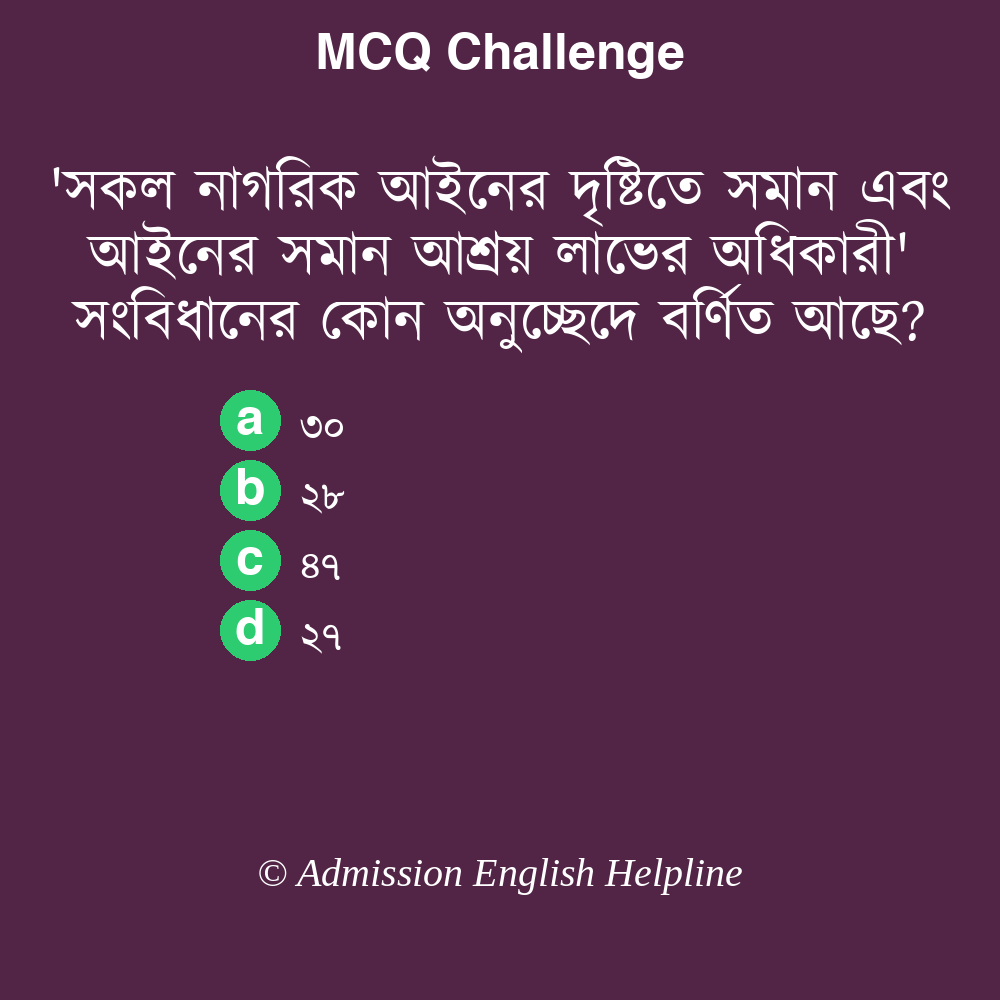 MCQ Challenge
'সকল নাগরিক আইনের দৃষ্টিতে সমান এবং
আইনের সমান আশ্রয় লাভের অধিকারী'
সংবিধানের কোন অনুচ্ছেদে বর্ণিত আছে?
a ৩০
b ২৮
c ৪৭
d ২৭
© Admission English Helpline